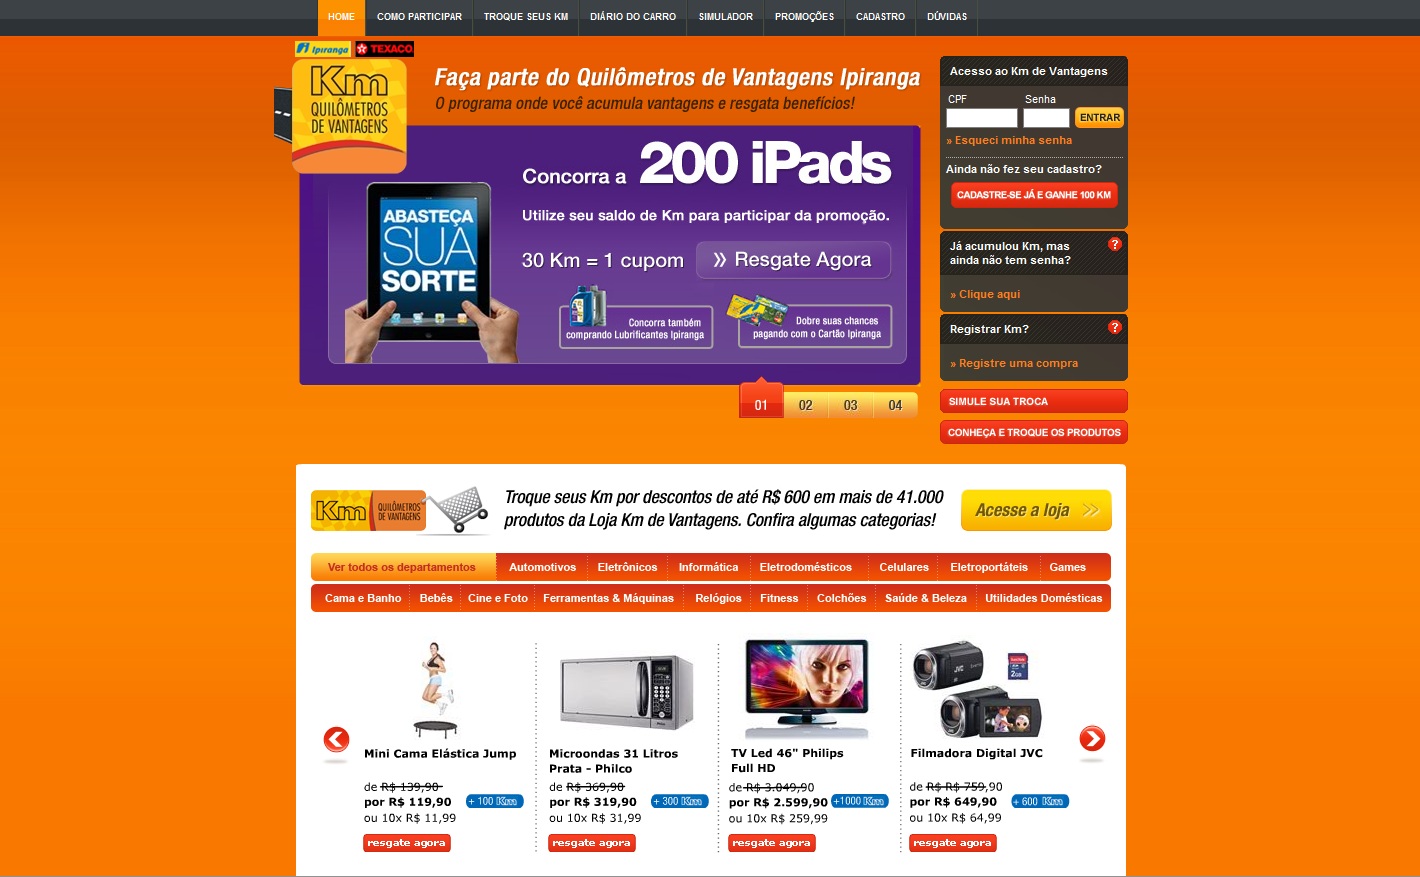 HOME COMO PARTICIPAR TROQUE SEUS KM DIÁRIO DO CARRO SIMULADOR PROMOÇÕES CADASTRO DÚVIDAS
Ipiranga TEXACO
Km
QUILÔMETROS
DE VANTAGENS
Faça parte do Quilômetros de Vantagens Ipiranga
O programa onde você acumula vantagens e resgata benefícios!
ABASTEÇA
SUA
SORTE
Concorra a 200 iPads
Utilize seu saldo de Km para participar da promoção.
30 Km = 1 cupom » Resgate Agora
Concorra também
comprando Lubrificantes Ipiranga
Dobre suas chances
pagando com o Cartão Ipiranga
01 02 03 04
Acesso ao Km de Vantagens
CPF Senha
ENTRAR
» Esqueci minha senha
Ainda não fez seu cadastro?
CADASTRE-SE JÁ E GANHE 100 KM
Já acumulou Km, mas ?
ainda não tem senha?
» Clique aqui
Registrar Km? ?
» Registre uma compra
SIMULE SUA TROCA
CONHEÇA E TROQUE OS PRODUTOS
Km QUILÔMETROS
DE VANTAGENS
Troque seus Km por descontos de até R$ 600 em mais de 41.000
produtos da Loja Km de Vantagens. Confira algumas categorias!
Acesse a loja »
Ver todos os departamentos Automotivos Eletrônicos Informática Eletrodomésticos Celulares Eletroportáteis Games
Cama e Banho Bebês Cine e Foto Ferramentas & Máquinas Relógios Fitness Colchões Saúde & Beleza Utilidades Domésticas
Mini Cama Elástica Jump
de R$ 139,90
por R$ 119,90 + 100 Km
ou 10x R$ 11,99
resgate agora
Microondas 31 Litros
Prata - Philco
de R$ 369,90
por R$ 319,90 + 300 Km
ou 10x R$ 31,99
resgate agora
TV Led 46" Philips
Full HD
de R$ 3.049,90
por R$ 2.599,90 +1000 Km
ou 10x R$ 259,99
resgate agora
JVC
SanDisk
2GB
Filmadora Digital JVC
de R$ R$ 759,90
por R$ 649,90 + 600 Km
ou 10x R$ 64,99
resgate agora